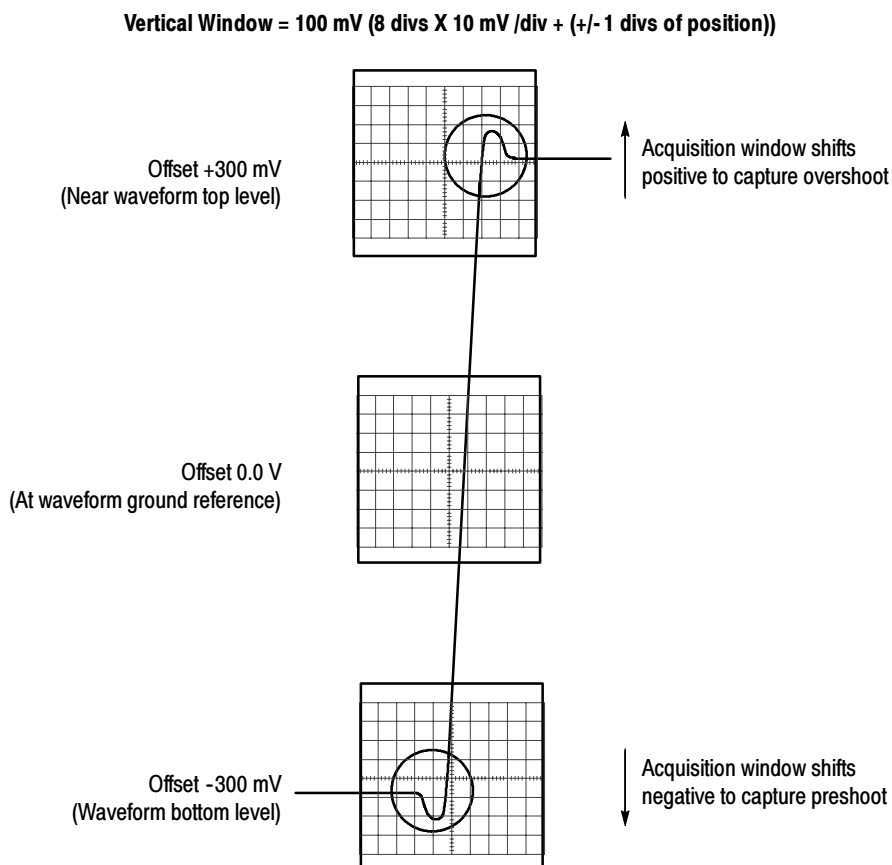 Vertical Window = 100 mV (8 divs X 10 mV /div + (+/- 1 divs of position))
Offset +300 mV
(Near waveform top level)
Acquisition window shifts
positive to capture overshoot
Offset 0.0 V
(At waveform ground reference)
Offset -300 mV
(Waveform bottom level)
Acquisition window shifts
negative to capture preshoot